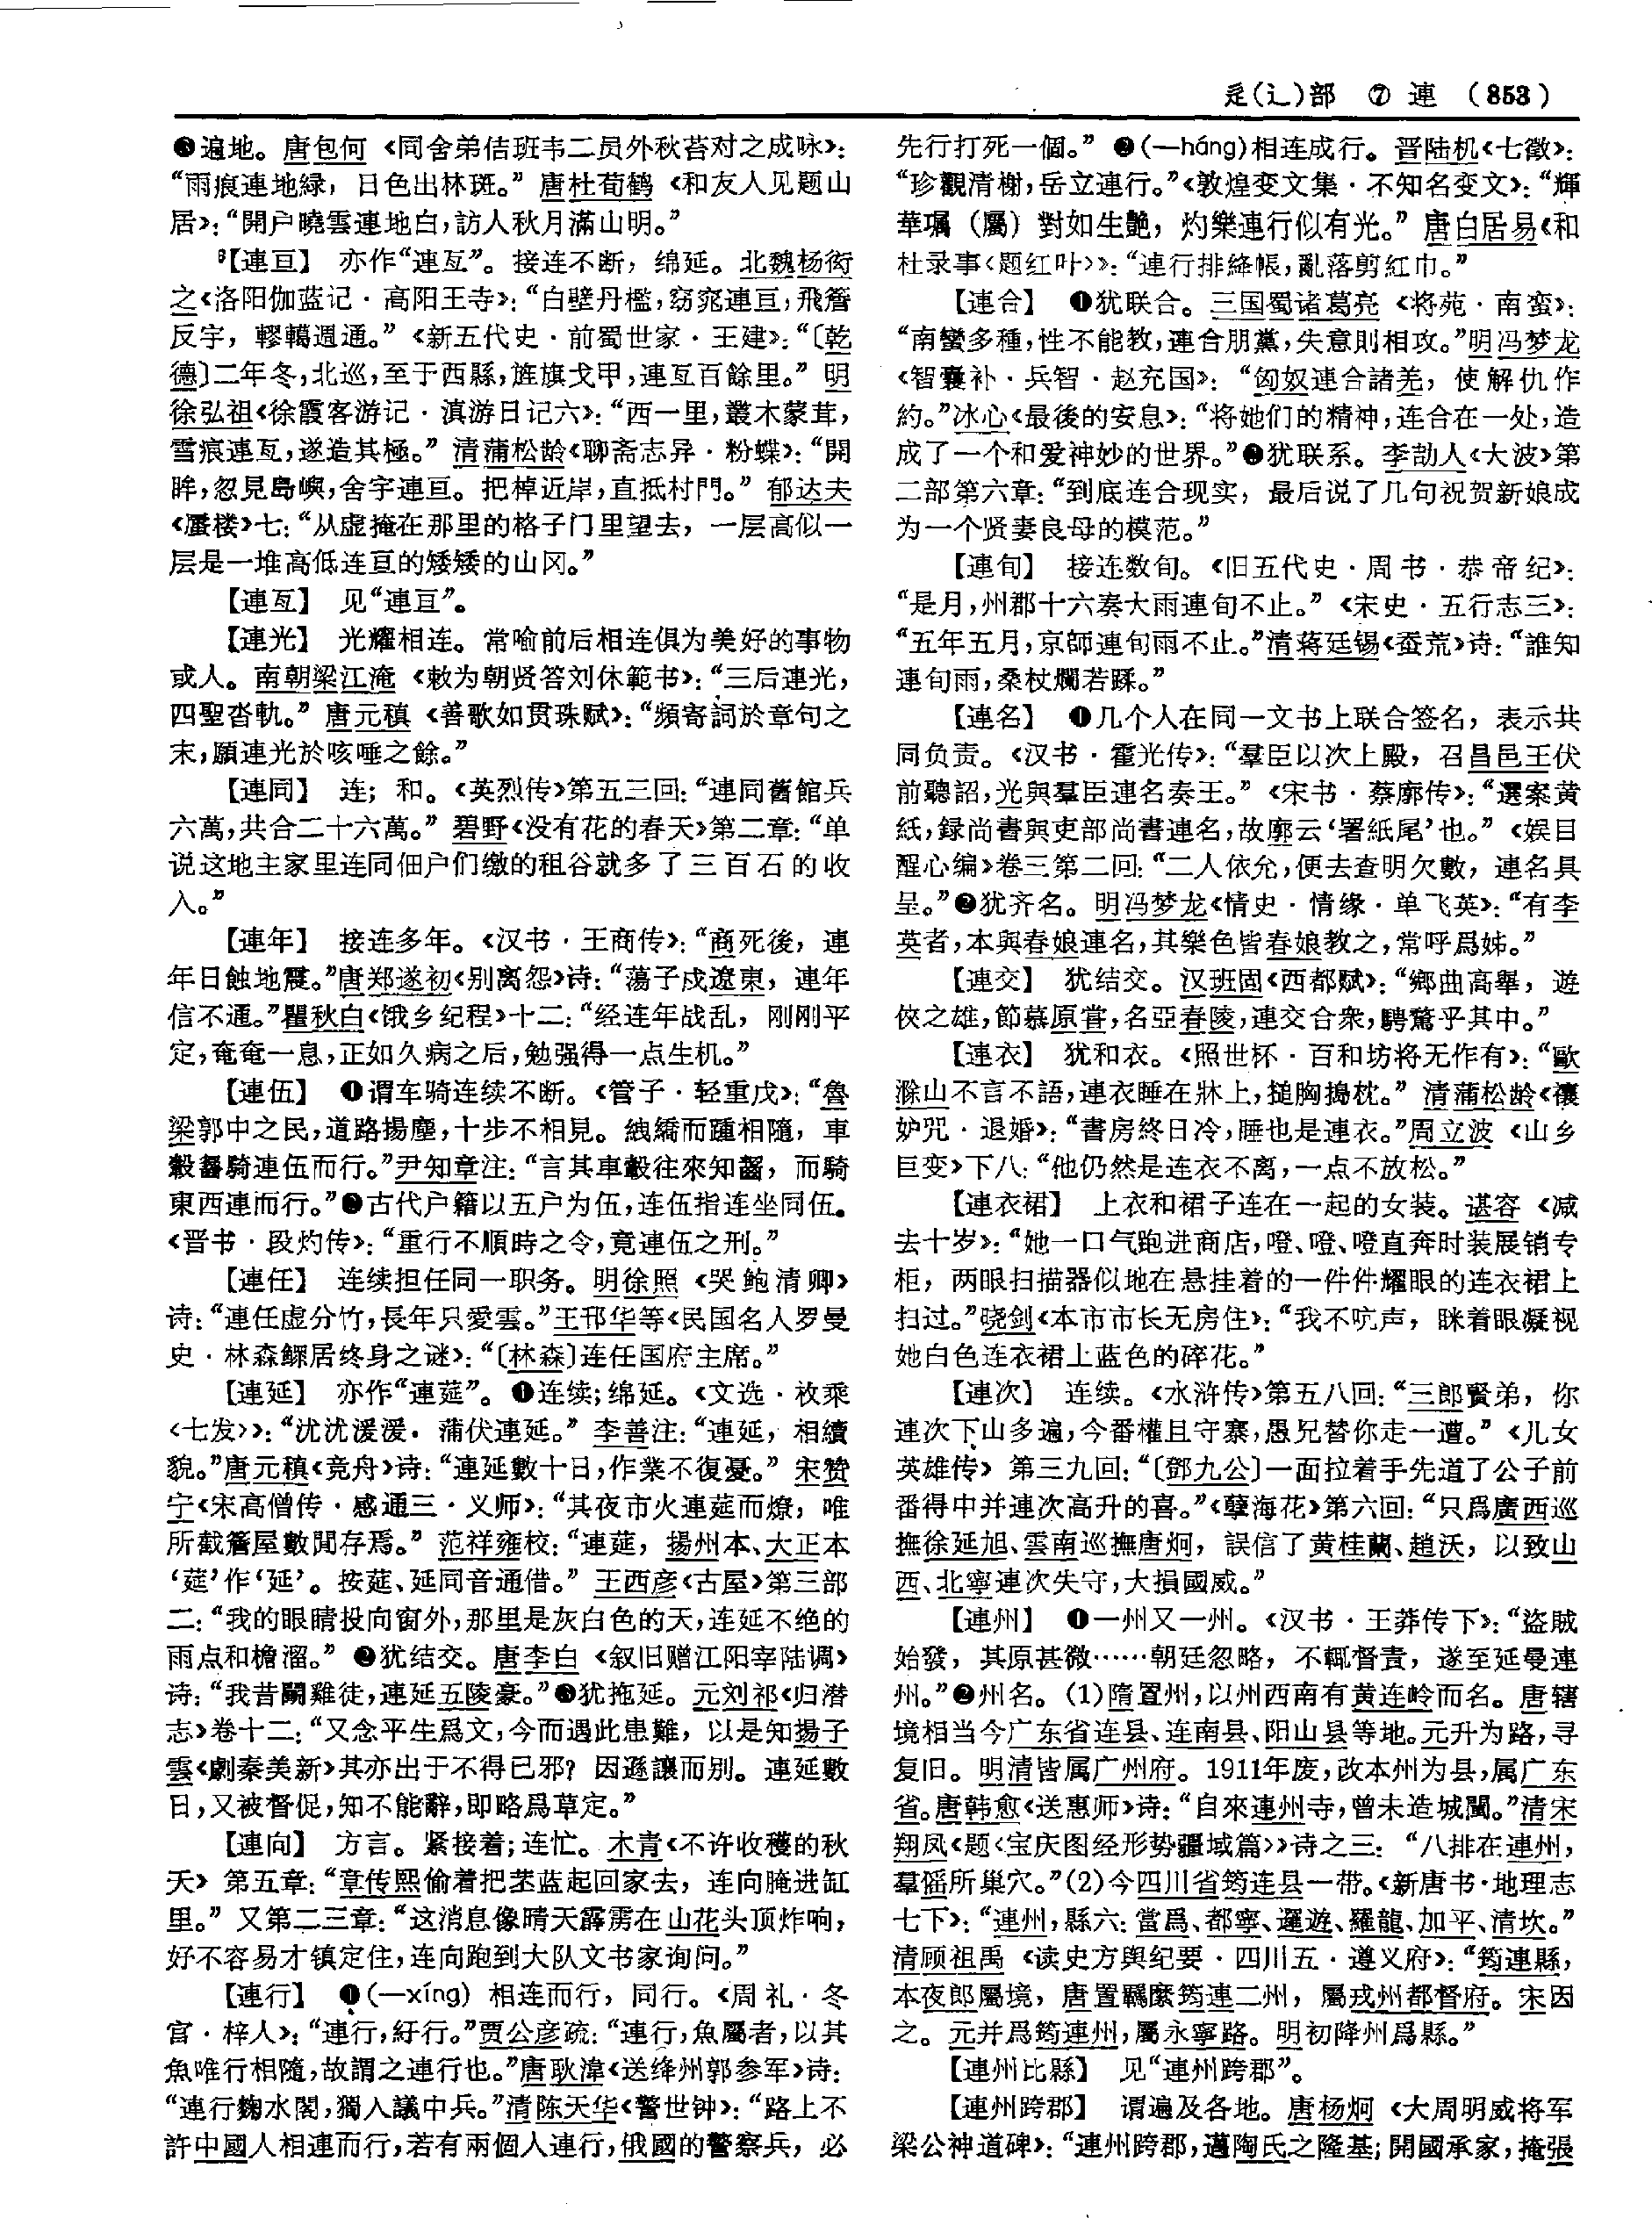 辵(辶)部 ⑦ 連 (853)
❸遍地。唐包何《同舍弟佶班韦二员外秋苔对之成咏》:
“雨痕連地緑，日色出林斑。”唐杜荀鹤《和友人见题山
居》:“開户曉雲連地白，訪人秋月滿山明。”
³【連亘】 亦作“連亙”。接连不断，绵延。北魏杨衒
之《洛阳伽蓝记·高阳王寺》:“白壁丹檻，窈窕連亘，飛簷
反宇，轇轕週通。”《新五代史·前蜀世家·王建》:“〔乾
德〕二年冬，北巡，至于西縣，旌旗戈甲，連亙百餘里。”明
徐弘祖《徐霞客游记·滇游日记六》:“西一里，叢木蒙茸，
雪痕連亙，遂造其極。”清蒲松龄《聊斋志异·粉蝶》:“開
眸，忽見島嶼，舍宇連亘。把棹近岸，直抵村門。”郁达夫
《蜃楼》七:“从虚掩在那里的格子门里望去，一层高似一
层是一堆高低连亘的矮矮的山冈。”
【連亙】 见“連亘”。
【連光】 光耀相连。常喻前后相连俱为美好的事物
或人。南朝梁江淹《敕为朝贤答刘休範书》:“三后連光，
四聖沓軌。”唐元稹《善歌如贯珠赋》:“頻寄詞於章句之
末，願連光於咳唾之餘。”
【連同】 连；和。《英烈传》第五三回:“連同舊館兵
六萬，共合二十六萬。”碧野《没有花的春天》第二章:“单
说这地主家里连同佃户们缴的租谷就多了三百石的收
入。”
【連年】 接连多年。《汉书·王商传》:“商死後，連
年日蝕地震。”唐郑遂初《别离怨》诗:“蕩子戍遼東，連年
信不通。”瞿秋白《饿乡纪程》十二:“经连年战乱，刚刚平
定，奄奄一息，正如久病之后，勉强得一点生机。”
【連伍】 ❶谓车骑连续不断。《管子·轻重戊》:“魯
梁郭中之民，道路揚塵，十步不相見。絏繑而踵相隨，車
轂齺騎連伍而行。”尹知章注:“言其車轂往來相齺，而騎
東西連而行。”❷古代户籍以五户为伍，连伍指连坐同伍。
《晋书·段灼传》:“重行不順時之令，竟連伍之刑。”
【連任】 连续担任同一职务。明徐照《哭鲍清卿》
诗:“連任虚分竹，長年只愛雲。”王邗华等《民国名人罗曼
史·林森鳏居终身之谜》:“〔林森〕连任国府主席。”
【連延】 亦作“連莚”。❶连续；绵延。《文选·枚乘
〈七发〉》:“沈沈湲湲，蒲伏連延。”李善注:“連延，相續
貌。”唐元稹《竞舟》诗:“連延數十日，作業不復憂。”宋赞
宁《宋高僧传·感通三·义师》:“其夜市火連莚而燎，唯
所截簷屋數間存焉。”范祥雍校:“連莚，揚州本、大正本
‘莚’作‘延’。按莚、延同音通借。”王西彦《古屋》第三部
二:“我的眼睛投向窗外，那里是灰白色的天，连延不绝的
雨点和檐溜。”❷犹结交。唐李白《叙旧赠江阳宰陆调》
诗:“我昔鬭雞徒，連延五陵豪。”❸犹拖延。元刘祁《归潜
志》卷十二:“又念平生爲文，今而遇此患難，以是知揚子
雲《劇秦美新》其亦出于不得已邪？因遜讓而别。連延數
日，又被督促，知不能辭，即略爲草定。”
【連向】 方言。紧接着；连忙。木青《不许收穫的秋
天》第五章:“章传熙偷着把苤蓝起回家去，连向腌进缸
里。”又第二三章:“这消息像晴天霹雳在山花头顶炸响，
好不容易才镇定住，连向跑到大队文书家询问。”
【連行】 ❶(—xíng) 相连而行，同行。《周礼·冬
官·梓人》:“連行，紆行。”贾公彦疏:“連行，魚屬者，以其
魚唯行相隨，故謂之連行也。”唐耿湋《送绛州郭参军》诗:
“連行麴水閣，獨入議中兵。”清陈天华《警世钟》:“路上不
許中國人相連而行，若有兩個人連行，俄國的警察兵，必
先行打死一個。”❷(—háng)相连成行。晋陆机《七徵》:
“珍觀清榭，岳立連行。”《敦煌变文集·不知名变文》:“輝
華瞩（屬）對如生艷，灼樂連行似有光。”唐白居易《和
杜录事〈题红叶〉》:“連行排絳帳，亂落剪紅巾。”
【連合】 ❶犹联合。三国蜀诸葛亮《将苑·南蛮》:
“南蠻多種，性不能教，連合朋黨，失意則相攻。”明冯梦龙
《智囊补·兵智·赵充国》:“匈奴連合諸羌，使解仇作
約。”冰心《最後的安息》:“将她们的精神，连合在一处，造
成了一个和爱神妙的世界。”❷犹联系。李劼人《大波》第
二部第六章:“到底连合现实，最后说了几句祝贺新娘成
为一个贤妻良母的模范。”
【連旬】 接连数旬。《旧五代史·周书·恭帝纪》:
“是月，州郡十六奏大雨連旬不止。”《宋史·五行志三》:
“五年五月，京師連旬雨不止。”清蒋廷锡《蚕荒》诗:“誰知
連旬雨，桑杖爛若蹂。”
【連名】 ❶几个人在同一文书上联合签名，表示共
同负责。《汉书·霍光传》:“羣臣以次上殿，召昌邑王伏
前聽詔，光與羣臣連名奏王。”《宋书·蔡廓传》:“選案黄
紙，録尚書與吏部尚書連名，故廓云‘署紙尾’也。”《娱目
醒心编》卷三第二回:“二人依允，便去查明欠數，連名具
呈。”❷犹齐名。明冯梦龙《情史·情缘·单飞英》:“有李
英者，本與春娘連名，其樂色皆春娘教之，常呼爲姊。”
【連交】 犹结交。汉班固《西都赋》:“鄉曲高舉，遊
俠之雄，節慕原嘗，名亞春陵，連交合衆，騁騖乎其中。”
【連衣】 犹和衣。《照世杯·百和坊将无作有》:“歐
滁山不言不語，連衣睡在牀上，搥胸搗枕。”清蒲松龄《禳
妒咒·退婚》:“書房終日冷，睡也是連衣。”周立波《山乡
巨变》下八:“他仍然是连衣不离，一点不放松。”
【連衣裙】 上衣和裙子连在一起的女装。谌容《减
去十岁》:“她一口气跑进商店，噔、噔、噔直奔时装展销专
柜，两眼扫描器似地在悬挂着的一件件耀眼的连衣裙上
扫过。”晓剑《本市市长无房住》:“我不吭声，眯着眼凝视
她白色连衣裙上蓝色的碎花。”
【連次】 连续。《水浒传》第五八回:“三郎賢弟，你
連次下山多遍，今番權且守寨，愚兄替你走一遭。”《儿女
英雄传》第三九回:“〔鄧九公〕一面拉着手先道了公子前
番得中并連次高升的喜。”《孽海花》第六回:“只爲廣西巡
撫徐延旭、雲南巡撫唐炯，誤信了黄桂蘭、趙沃，以致山
西、北寧連次失守，大損國威。”
【連州】 ❶一州又一州。《汉书·王莽传下》:“盜賊
始發，其原甚微……朝廷忽略，不輒督責，遂至延曼連
州。”❷州名。(1)隋置州，以州西南有黄连岭而名。唐辖
境相当今广东省连县、连南县、阳山县等地。元升为路，寻
复旧。明清皆属广州府。1911年废，改本州为县，属广东
省。唐韩愈《送惠师》诗:“自來連州寺，曾未造城闉。”清宋
翔凤《题〈宝庆图经形势疆域篇〉》诗之三:“八排在連州，
羣傜所巢穴。”(2)今四川省筠连县一带。《新唐书·地理志
七下》:“連州，縣六:當爲、都寧、邏遊、羅龍、加平、清坎。”
清顾祖禹《读史方舆纪要·四川五·遵义府》:“筠連縣，
本夜郎屬境，唐置羈縻筠連二州，屬戎州都督府。宋因
之。元并爲筠連州，屬永寧路。明初降州爲縣。”
【連州比縣】 见“連州跨郡”。
【連州跨郡】 谓遍及各地。唐杨炯《大周明威将军
梁公神道碑》:“連州跨郡，邁陶氏之隆基；開國承家，掩張